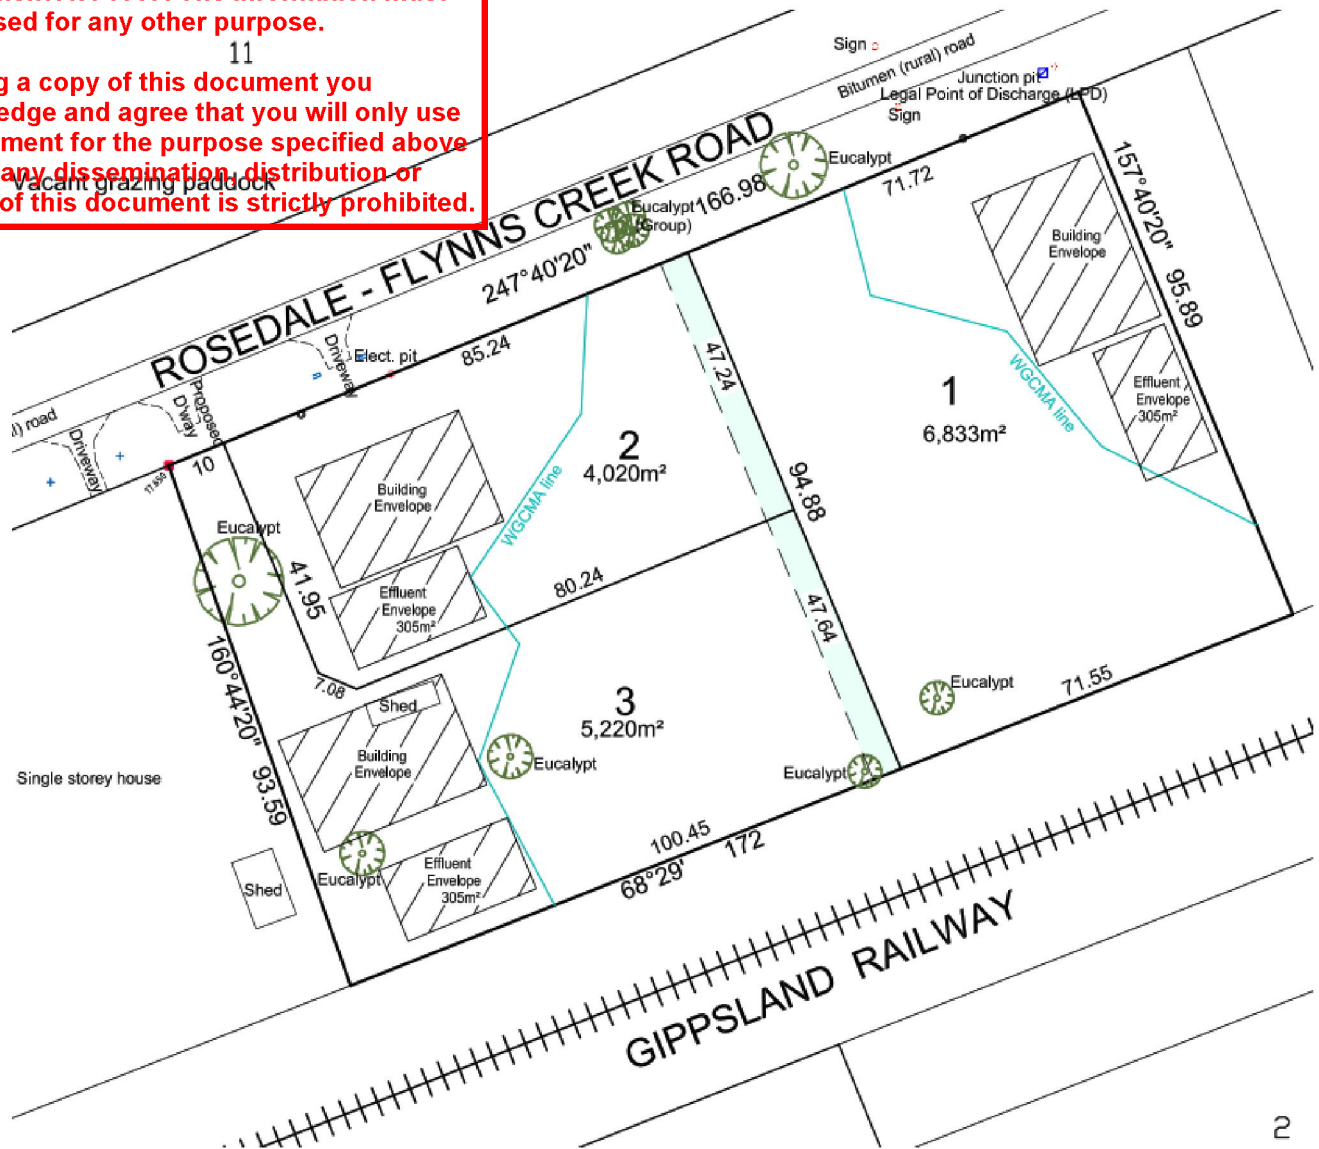 sed for any other purpose.
11
g a copy of this document you
edge and agree that you will only use
ment for the purpose specified above
any dissemination, distribution or
of this document is strictly prohibited.
Vacant grazing paddock
Sign
Bitumen (rural) road
Junction pit
Legal Point of Discharge (LPD)
Sign
ROSEDALE - FLYNNS CREEK ROAD
Eucalypt
Eucalypt
(Group)
166.98
71.72
247°40'20"
157°40'20"
95.89
Building
Envelope
Effluent
Envelope
305m²
WGCMA line
1
6,833m²
Driveway
Elect. pit
85.24
Proposed
D'way
road
Driveway
10
17.650
47.24
94.88
2
4,020m²
Building
Envelope
WGCMA line
Eucalypt
41.95
Effluent
Envelope
305m²
80.24
47.64
160°44'20"
93.59
7.08
Shed
3
5,220m²
Building
Envelope
Eucalypt
Eucalypt
Eucalypt
71.55
Single storey house
Shed
Eucalypt
Effluent
Envelope
305m²
100.45
172
68°29'
GIPPSLAND RAILWAY
2